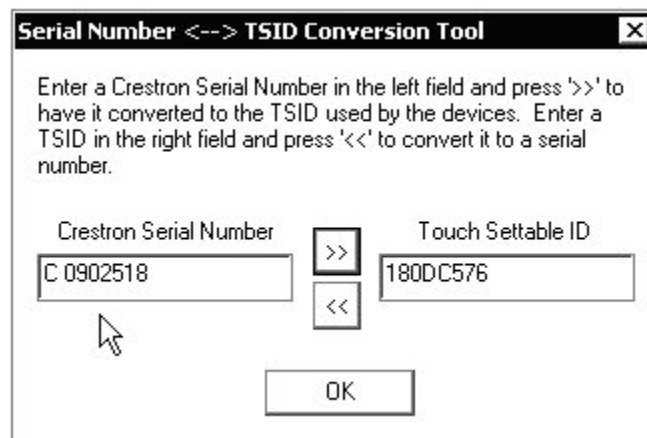 Serial Number <--> TSID Conversion Tool
Enter a Crestron Serial Number in the left field and press '>>' to
have it converted to the TSID used by the devices.  Enter a
TSID in the right field and press '<<' to convert it to a serial
number.
Crestron Serial Number
>>
Touch Settable ID
C 0902518
180DC576
<<
OK